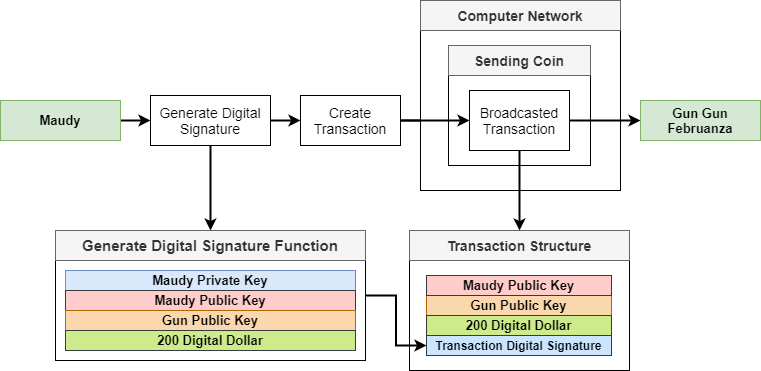 Computer Network
Sending Coin
Maudy
Generate Digital
Signature
Create
Transaction
Broadcasted
Transaction
Gun Gun
Februanza
Generate Digital Signature Function
Maudy Private Key
Maudy Public Key
Gun Public Key
200 Digital Dollar
Transaction Structure
Maudy Public Key
Gun Public Key
200 Digital Dollar
Transaction Digital Signature